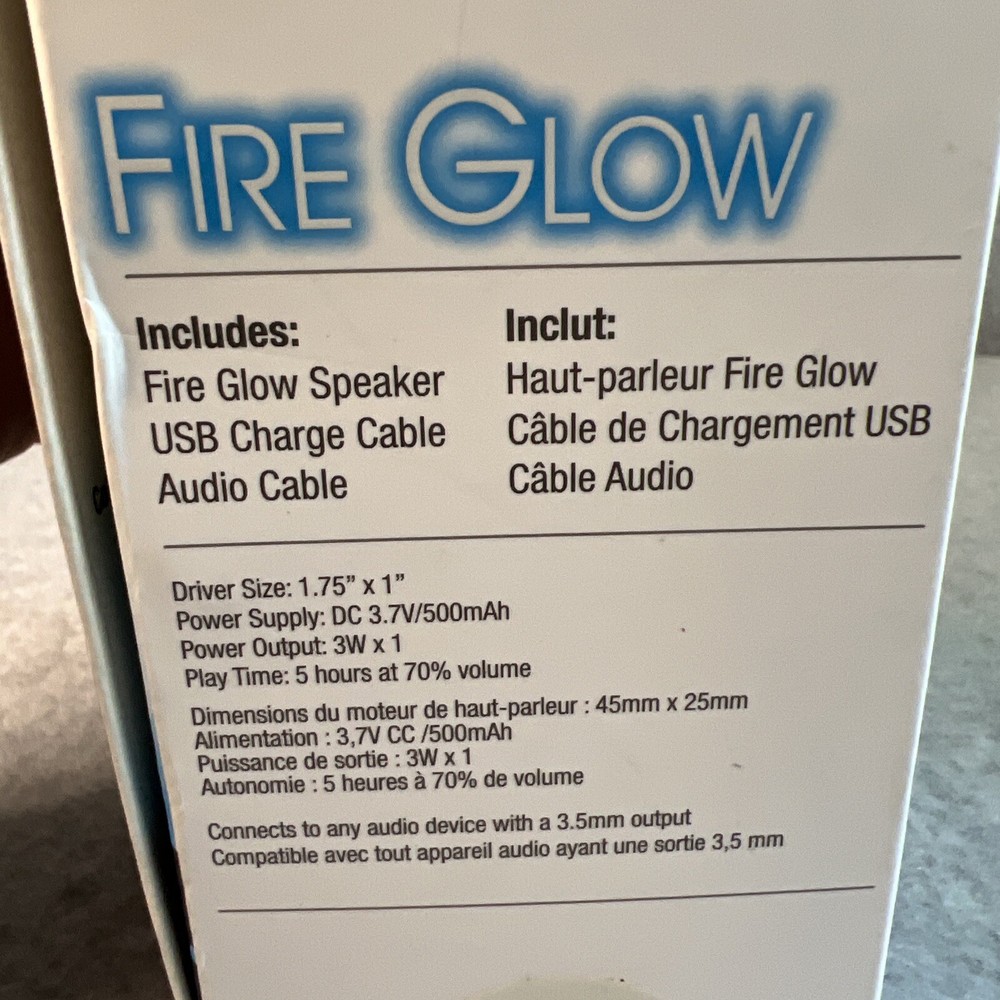 FIRE GLOW
Includes:
Fire Glow Speaker
USB Charge Cable
Audio Cable
Inclut:
Haut-parleur Fire Glow
Câble de Chargement USB
Câble Audio
Driver Size: 1.75” x 1”
Power Supply: DC 3.7V/500mAh
Power Output: 3W x 1
Play Time: 5 hours at 70% volume
Dimensions du moteur de haut-parleur : 45mm x 25mm
Alimentation : 3,7V CC /500mAh
Puissance de sortie : 3W x 1
Autonomie : 5 heures à 70% de volume
Connects to any audio device with a 3.5mm output
Compatible avec tout appareil audio ayant une sortie 3,5 mm